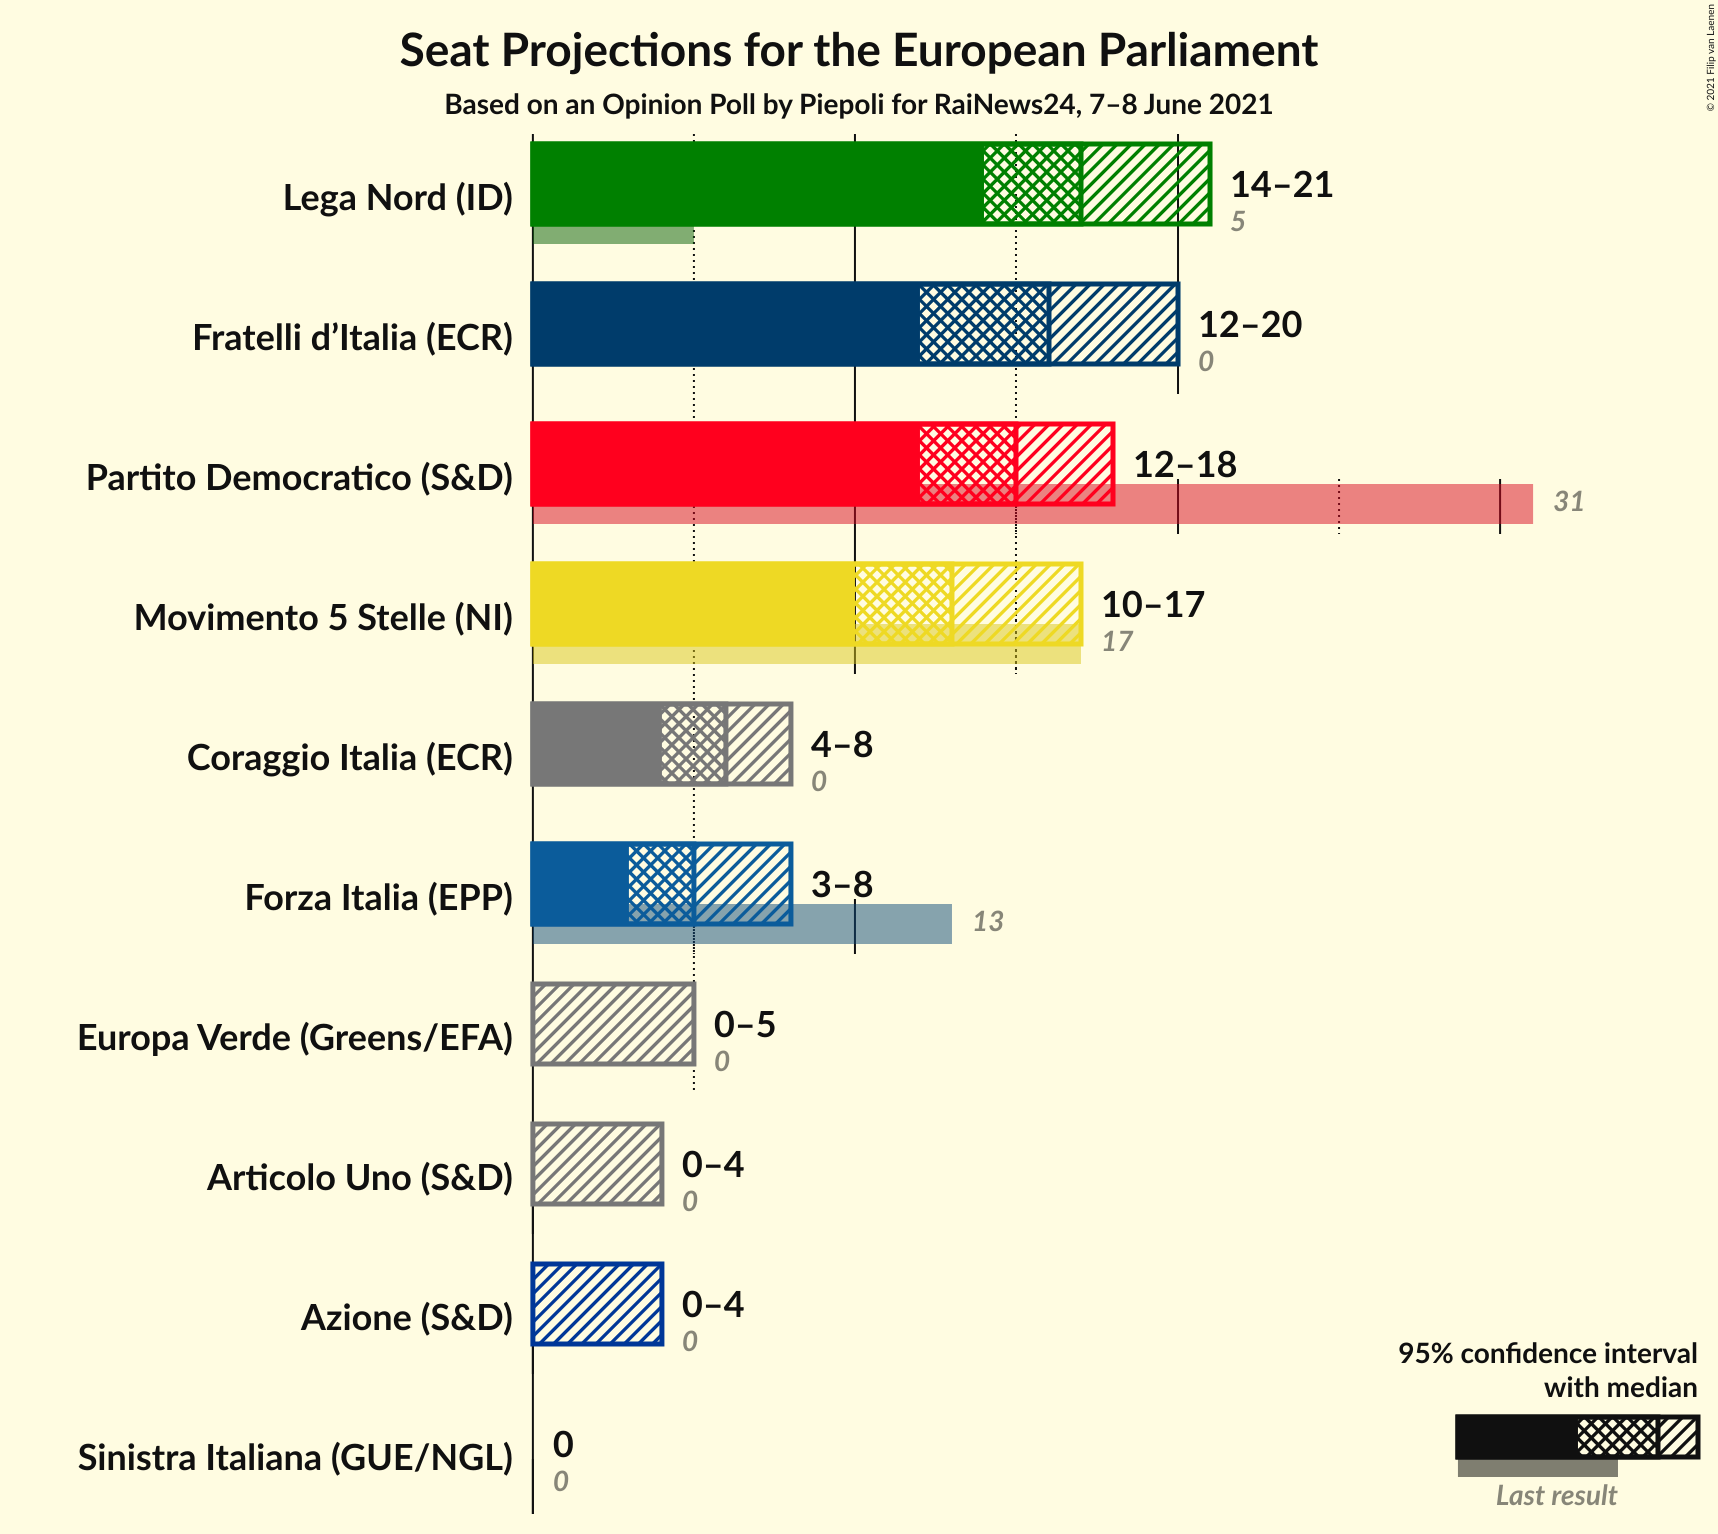 Seat Projections for the European Parliament
Based on an Opinion Poll by Piepoli for RaiNews24, 7–8 June 2021
© 2021 Filip van Laenen
Lega Nord (ID)
14–21
5
Fratelli d’Italia (ECR)
12–20
0
Partito Democratico (S&D)
12–18
31
Movimento 5 Stelle (NI)
10–17
17
Coraggio Italia (ECR)
4–8
0
Forza Italia (EPP)
3–8
13
Europa Verde (Greens/EFA)
0–5
0
Articolo Uno (S&D)
0–4
0
Azione (S&D)
0–4
0
Sinistra Italiana (GUE/NGL)
0
0
95% confidence interval
with median
Last result